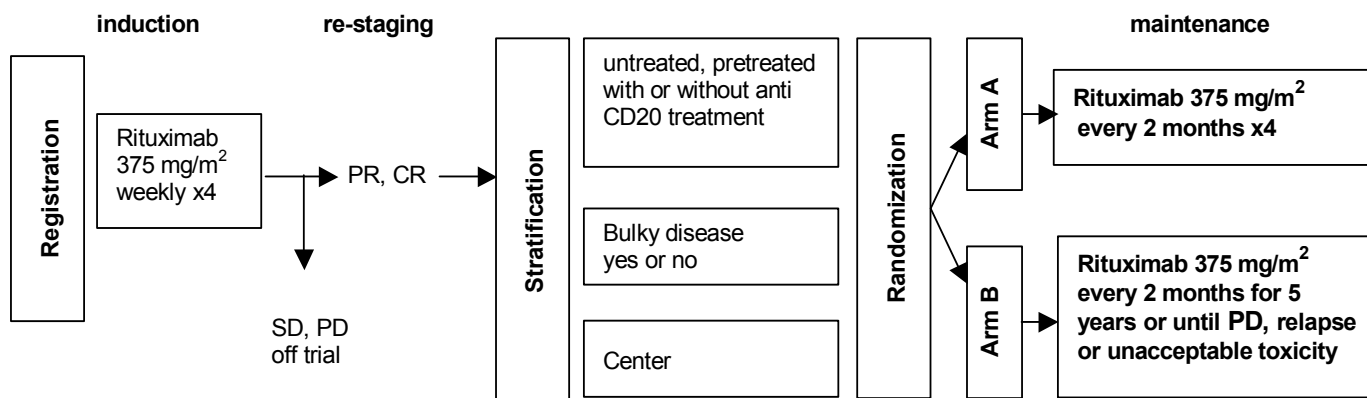 induction
re-staging
maintenance
Registration
Rituximab
375 mg/m²
weekly x4
PR, CR
SD, PD
off trial
Stratification
untreated, pretreated
with or without anti
CD20 treatment
Bulky disease
yes or no
Center
Randomization
Arm A
Rituximab 375 mg/m²
every 2 months x4
Arm B
Rituximab 375 mg/m²
every 2 months for 5
years or until PD, relapse
or unacceptable toxicity